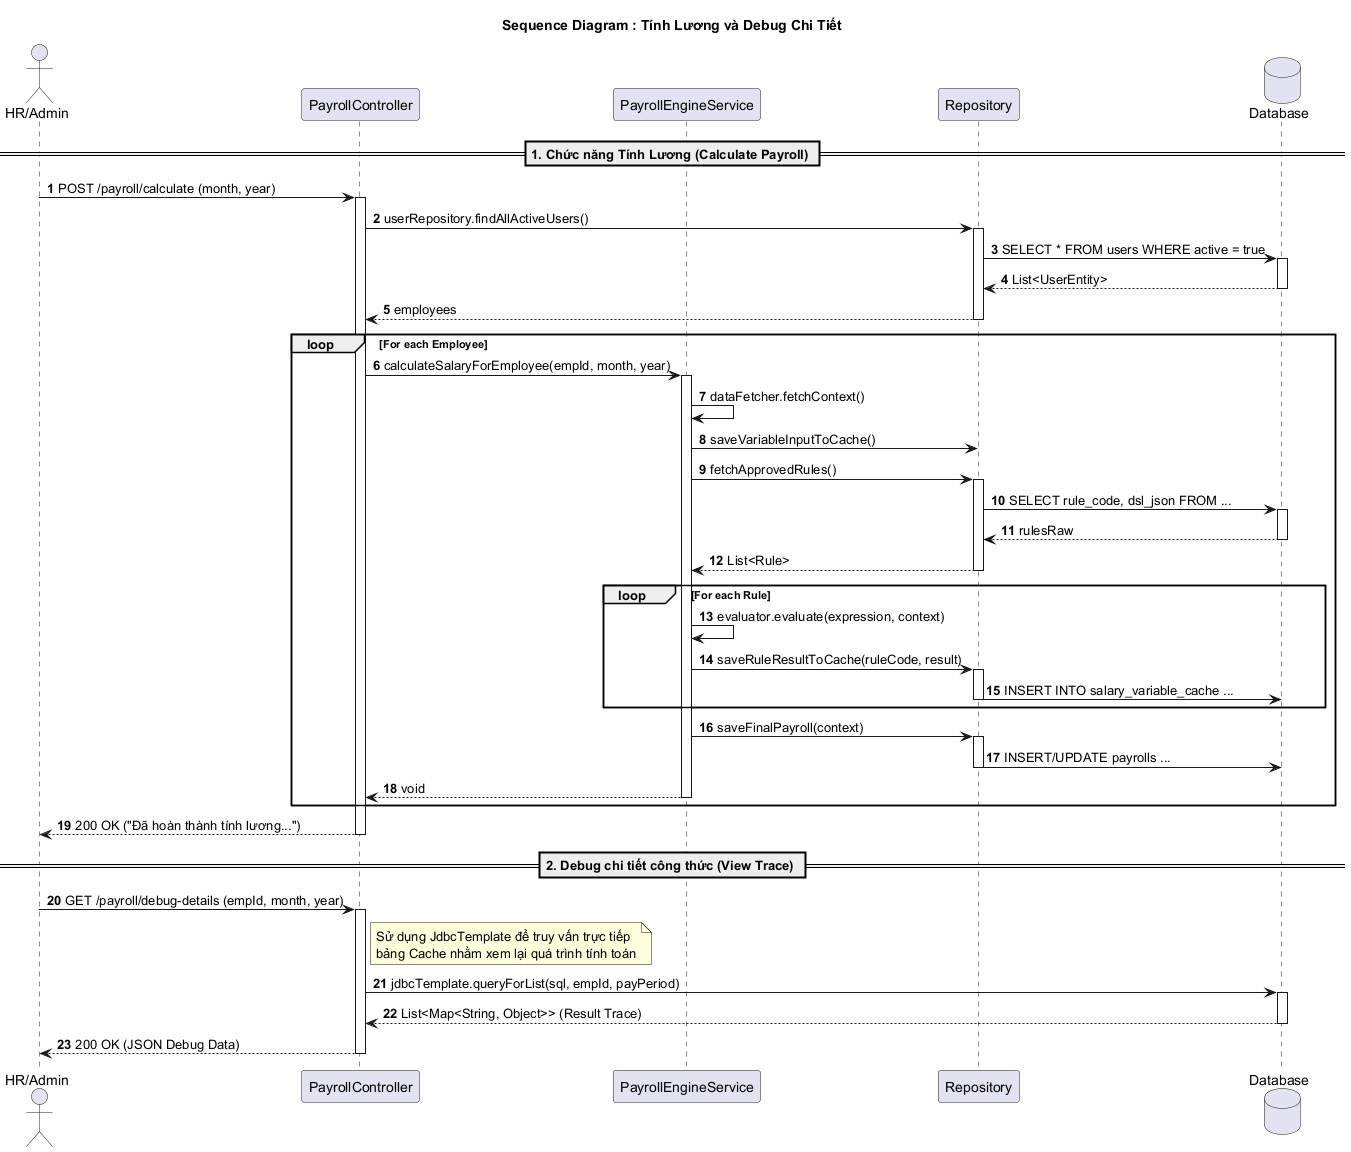 Sequence Diagram : Tính Lương và Debug Chi Tiết
HR/Admin
PayrollController
PayrollEngineService
Repository
Database
1. Chức năng Tính Lương (Calculate Payroll)
1 POST /payroll/calculate (month, year)
2 userRepository.findAllActiveUsers()
3 SELECT * FROM users WHERE active = true
4 List<UserEntity>
5 employees
loop [For each Employee]
6 calculateSalaryForEmployee(empId, month, year)
7 dataFetcher.fetchContext()
8 saveVariableInputToCache()
9 fetchApprovedRules()
10 SELECT rule_code, dsl_json FROM ...
11 rulesRaw
12 List<Rule>
loop [For each Rule]
13 evaluator.evaluate(expression, context)
14 saveRuleResultToCache(ruleCode, result)
15 INSERT INTO salary_variable_cache ...
16 saveFinalPayroll(context)
17 INSERT/UPDATE payrolls ...
18 void
19 200 OK ("Đã hoàn thành tính lương...")
2. Debug chi tiết công thức (View Trace)
20 GET /payroll/debug-details (empId, month, year)
Sử dụng JdbcTemplate để truy vấn trực tiếp
bảng Cache nhằm xem lại quá trình tính toán
21 jdbcTemplate.queryForList(sql, empId, payPeriod)
22 List<Map<String, Object>> (Result Trace)
23 200 OK (JSON Debug Data)
HR/Admin
PayrollController
PayrollEngineService
Repository
Database